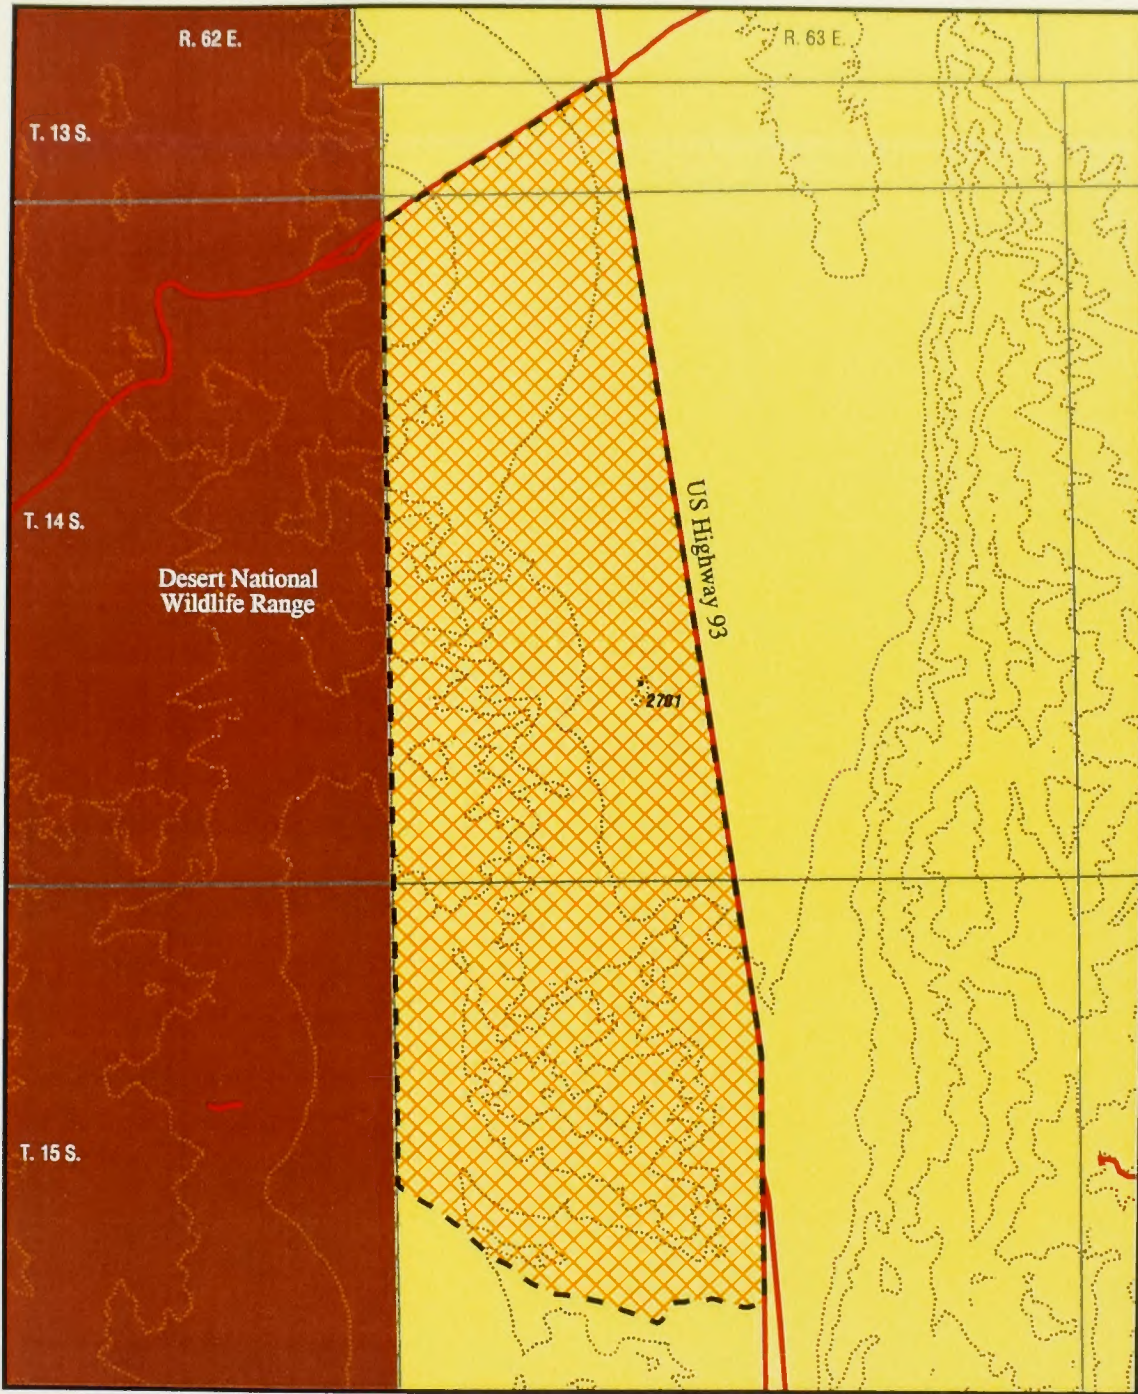 R. 62 E.
R. 63 E.
T. 13 S.
T. 14 S.
US Highway 93
Desert National
Wildlife Range
2701
T. 15 S.